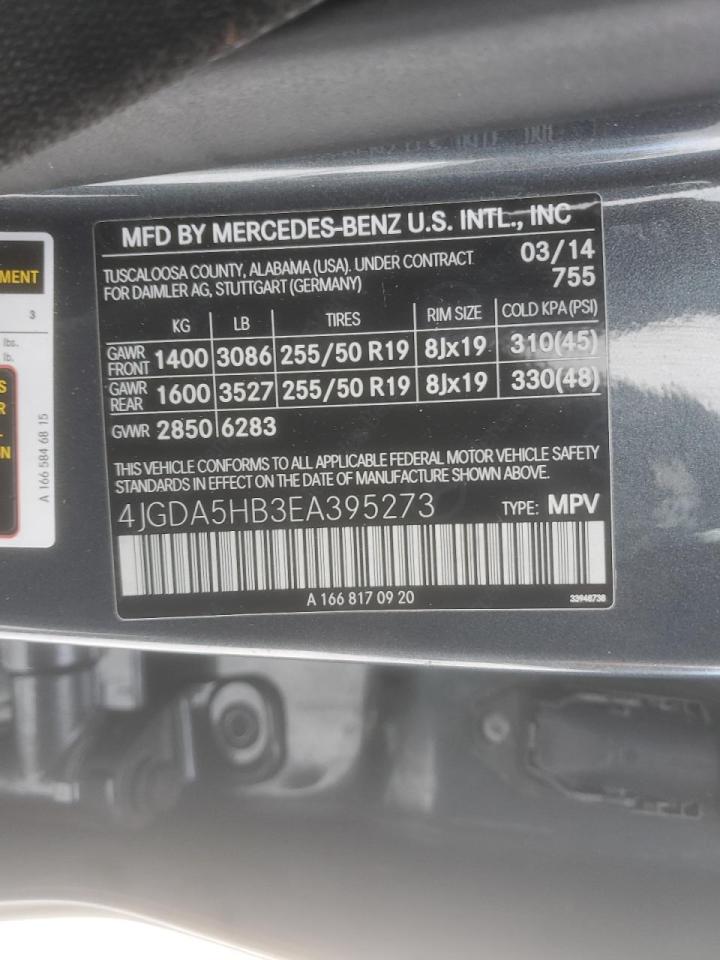 MFD BY MERCEDES-BENZ U.S. INTL., INC
TUSCALOOSA COUNTY, ALABAMA (USA). UNDER CONTRACT 03/14
FOR DAIMLER AG, STUTTGART (GERMANY) 755
KG LB TIRES RIM SIZE COLD KPA (PSI)
GAWR FRONT 1400 3086 255/50 R19 8Jx19 310(45)
GAWR REAR 1600 3527 255/50 R19 8Jx19 330(48)
GVWR 2850 6283
THIS VEHICLE CONFORMS TO ALL APPLICABLE FEDERAL MOTOR VEHICLE SAFETY
STANDARDS IN EFFECT ON THE DATE OF MANUFACTURE SHOWN ABOVE.
4JGDA5HB3EA395273 TYPE: MPV
A 166 817 09 20 33948738
MENT
3
lbs.
lb.
S
R
L-
ON
A 166 584 68 15